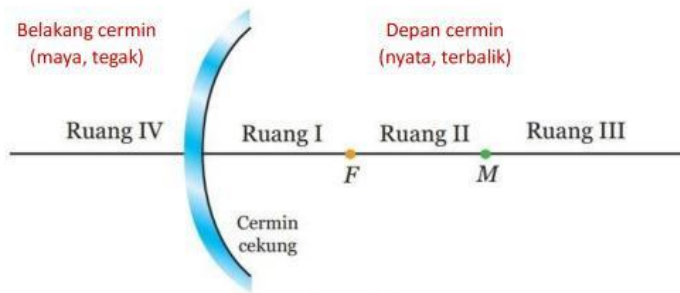 Belakang cermin
(maya, tegak)
Depan cermin
(nyata, terbalik)
Ruang IV
Ruang I
Ruang II
Ruang III
F
M
Cermin
cekung